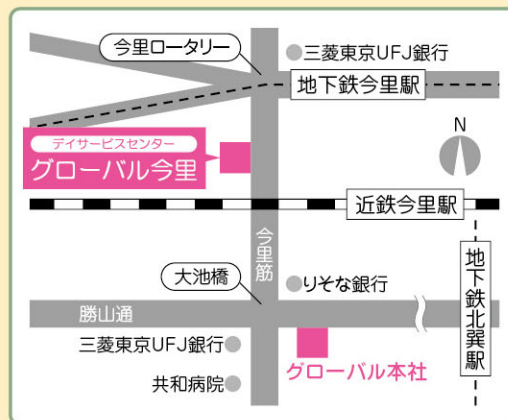 今里ロータリー
三菱東京UFJ銀行
地下鉄今里駅
デイサービスセンター
グローバル今里
N
近鉄今里駅
今里筋
大池橋
りそな銀行
地下鉄北巽駅
勝山通
三菱東京UFJ銀行
グローバル本社
共和病院